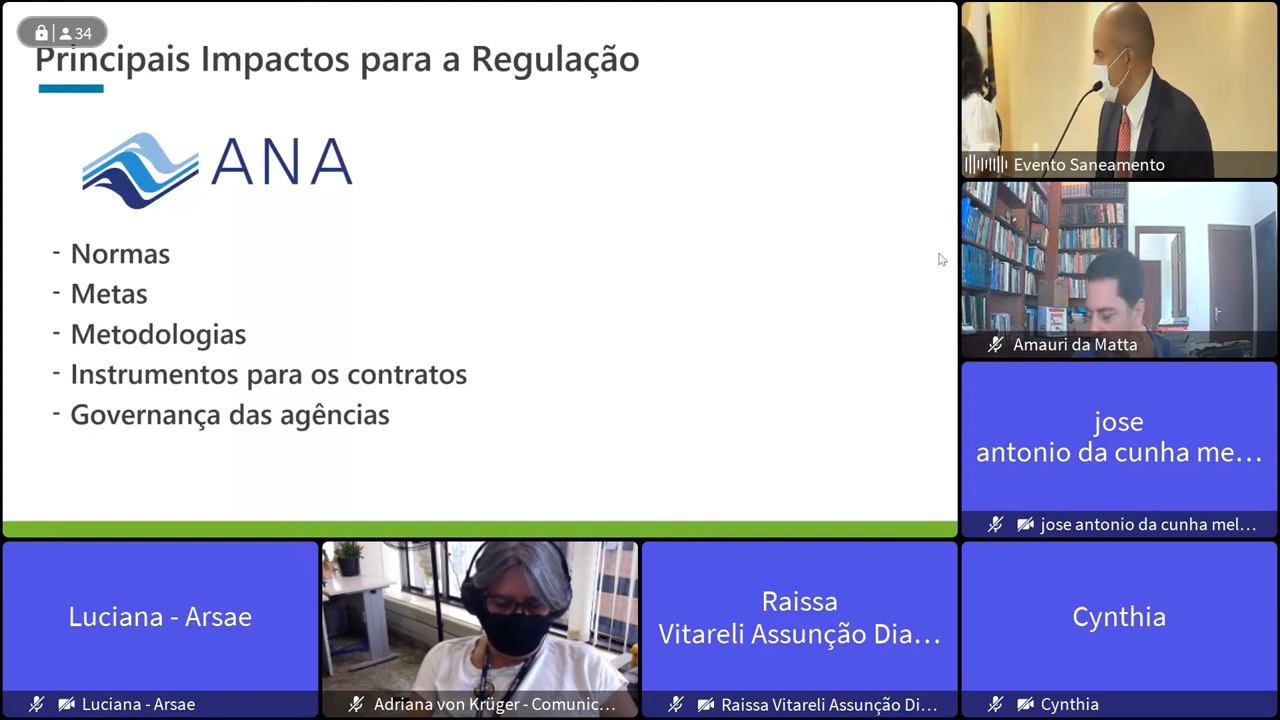 34
Principais Impactos para a Regulação
ANA
- Normas
- Metas
- Metodologias
- Instrumentos para os contratos
- Governança das agências
Evento Saneamento
Amauri da Matta
jose
antonio da cunha me...
jose antonio da cunha mel...
Luciana - Arsae
Luciana - Arsae
Adriana von Krüger - Comunic...
Raissa
Vitareli Assunção Dia...
Raissa Vitareli Assunção Di...
Cynthia
Cynthia